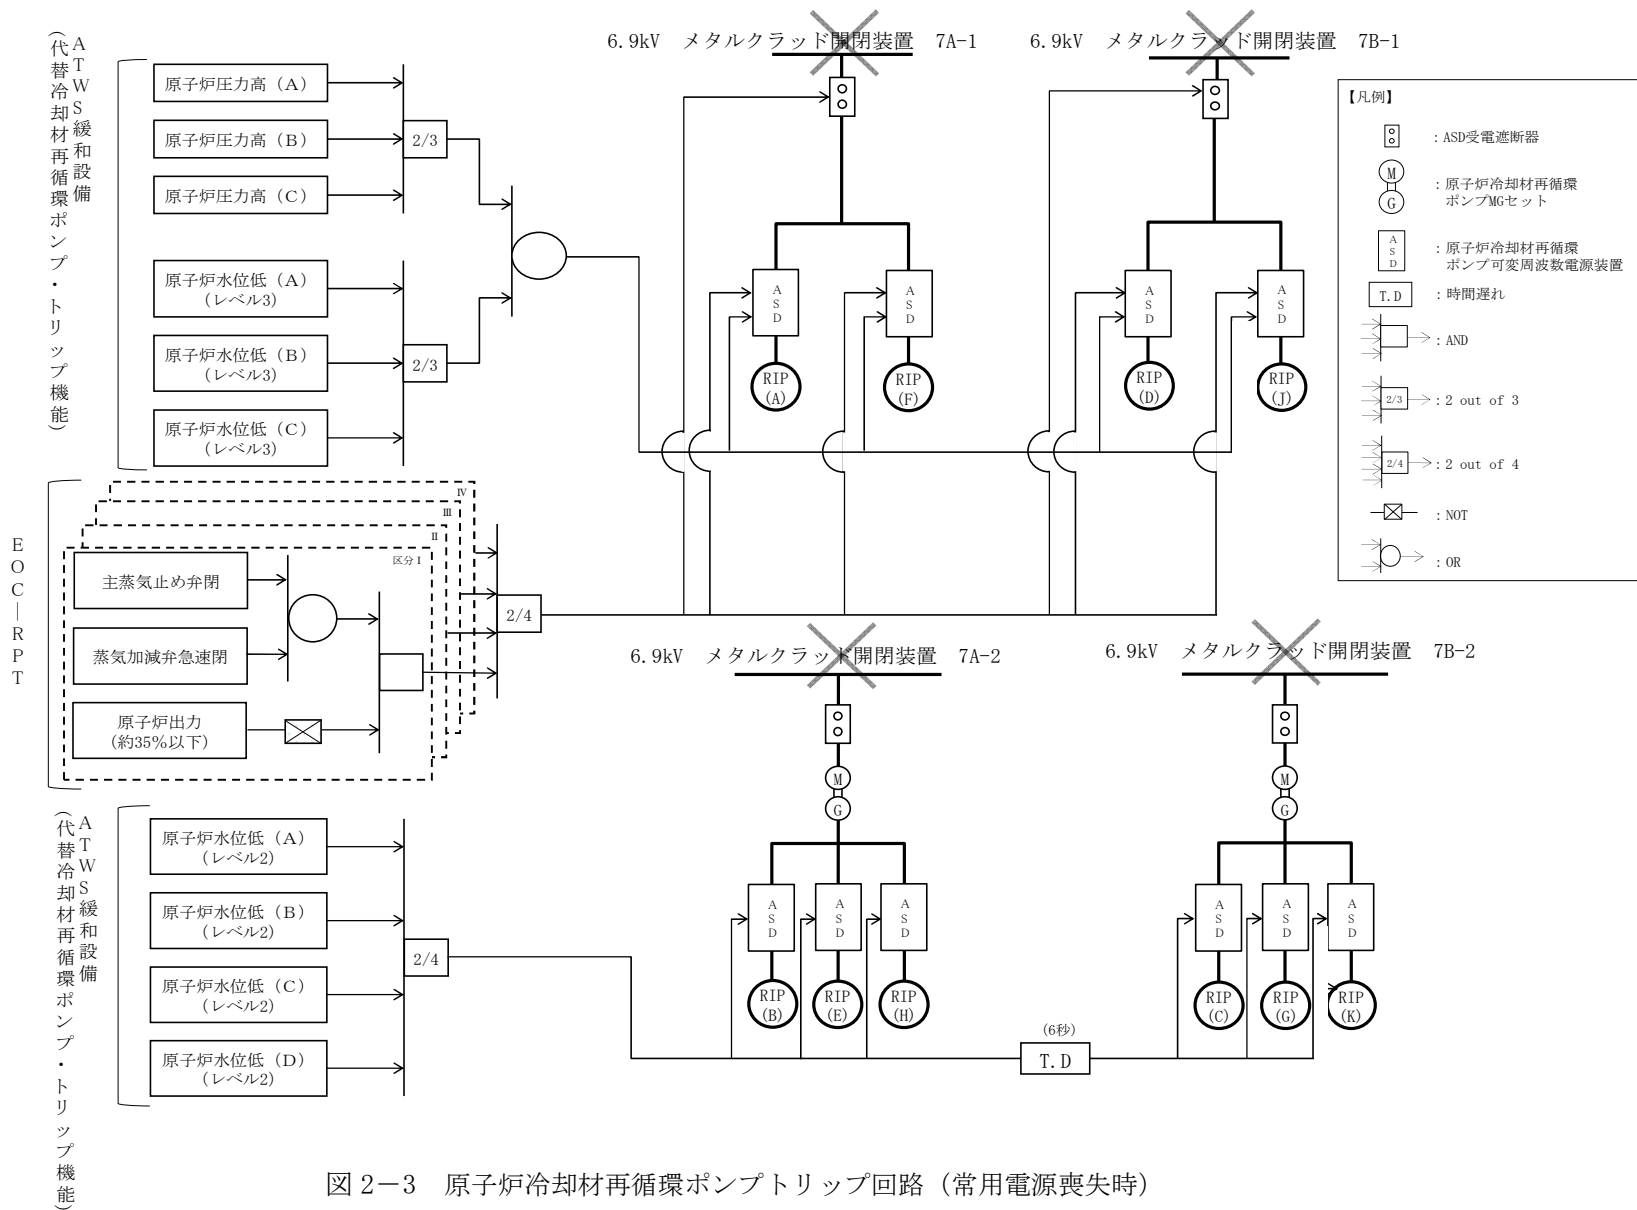 6.9kV メタルクラッド開閉装置 7A-1
6.9kV メタルクラッド開閉装置 7B-1
ATWS緩和設備
(代替冷却材再循環ポンプ・トリップ機能)
原子炉圧力高(A)
原子炉圧力高(B)
原子炉圧力高(C)
2/3
原子炉水位低(A)
(レベル3)
原子炉水位低(B)
(レベル3)
原子炉水位低(C)
(レベル3)
2/3
ASD
ASD
ASD
ASD
RIP
(A)
RIP
(F)
RIP
(D)
RIP
(J)
【凡例】
:ASD受電遮断器
M
G
:原子炉冷却材再循環
ポンプMGセット
ASD
:原子炉冷却材再循環
ポンプ可変周波数電源装置
T.D
:時間遅れ
:AND
2/3
:2 out of 3
2/4
:2 out of 4
:NOT
:OR
EOC-RPT
Ⅳ
Ⅲ
Ⅱ
区分Ⅰ
主蒸気止め弁閉
蒸気加減弁急速閉
原子炉出力
(約35%以下)
2/4
6.9kV メタルクラッド開閉装置 7A-2
6.9kV メタルクラッド開閉装置 7B-2
M
G
M
G
ATWS緩和設備
(代替冷却材再循環ポンプ・トリップ機能)
原子炉水位低(A)
(レベル2)
原子炉水位低(B)
(レベル2)
原子炉水位低(C)
(レベル2)
原子炉水位低(D)
(レベル2)
2/4
ASD
ASD
ASD
ASD
ASD
ASD
RIP
(B)
RIP
(E)
RIP
(H)
RIP
(C)
RIP
(G)
RIP
(K)
(6秒)
T.D
図2-3 原子炉冷却材再循環ポンプトリップ回路(常用電源喪失時)